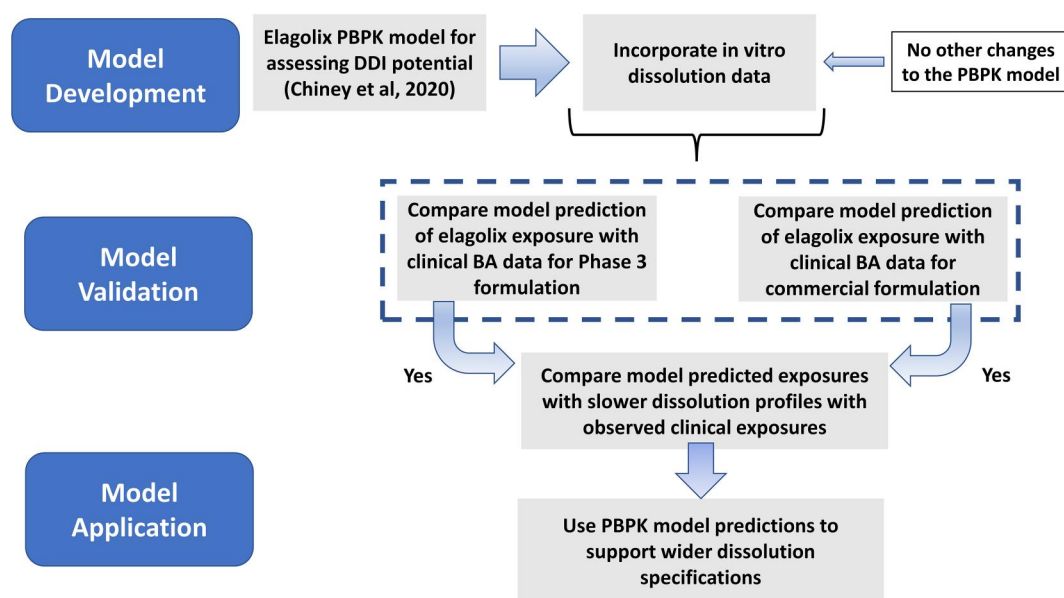 Model
Development
Elagolix PBPK model for
assessing DDI potential
(Chiney et al, 2020)
Incorporate in vitro
dissolution data
No other changes
to the PBPK model
Model
Validation
Compare model prediction
of elagolix exposure with
clinical BA data for Phase 3
formulation
Compare model prediction
of elagolix exposure with
clinical BA data for
commercial formulation
Yes
Yes
Compare model predicted exposures
with slower dissolution profiles with
observed clinical exposures
Model
Application
Use PBPK model predictions to
support wider dissolution
specifications